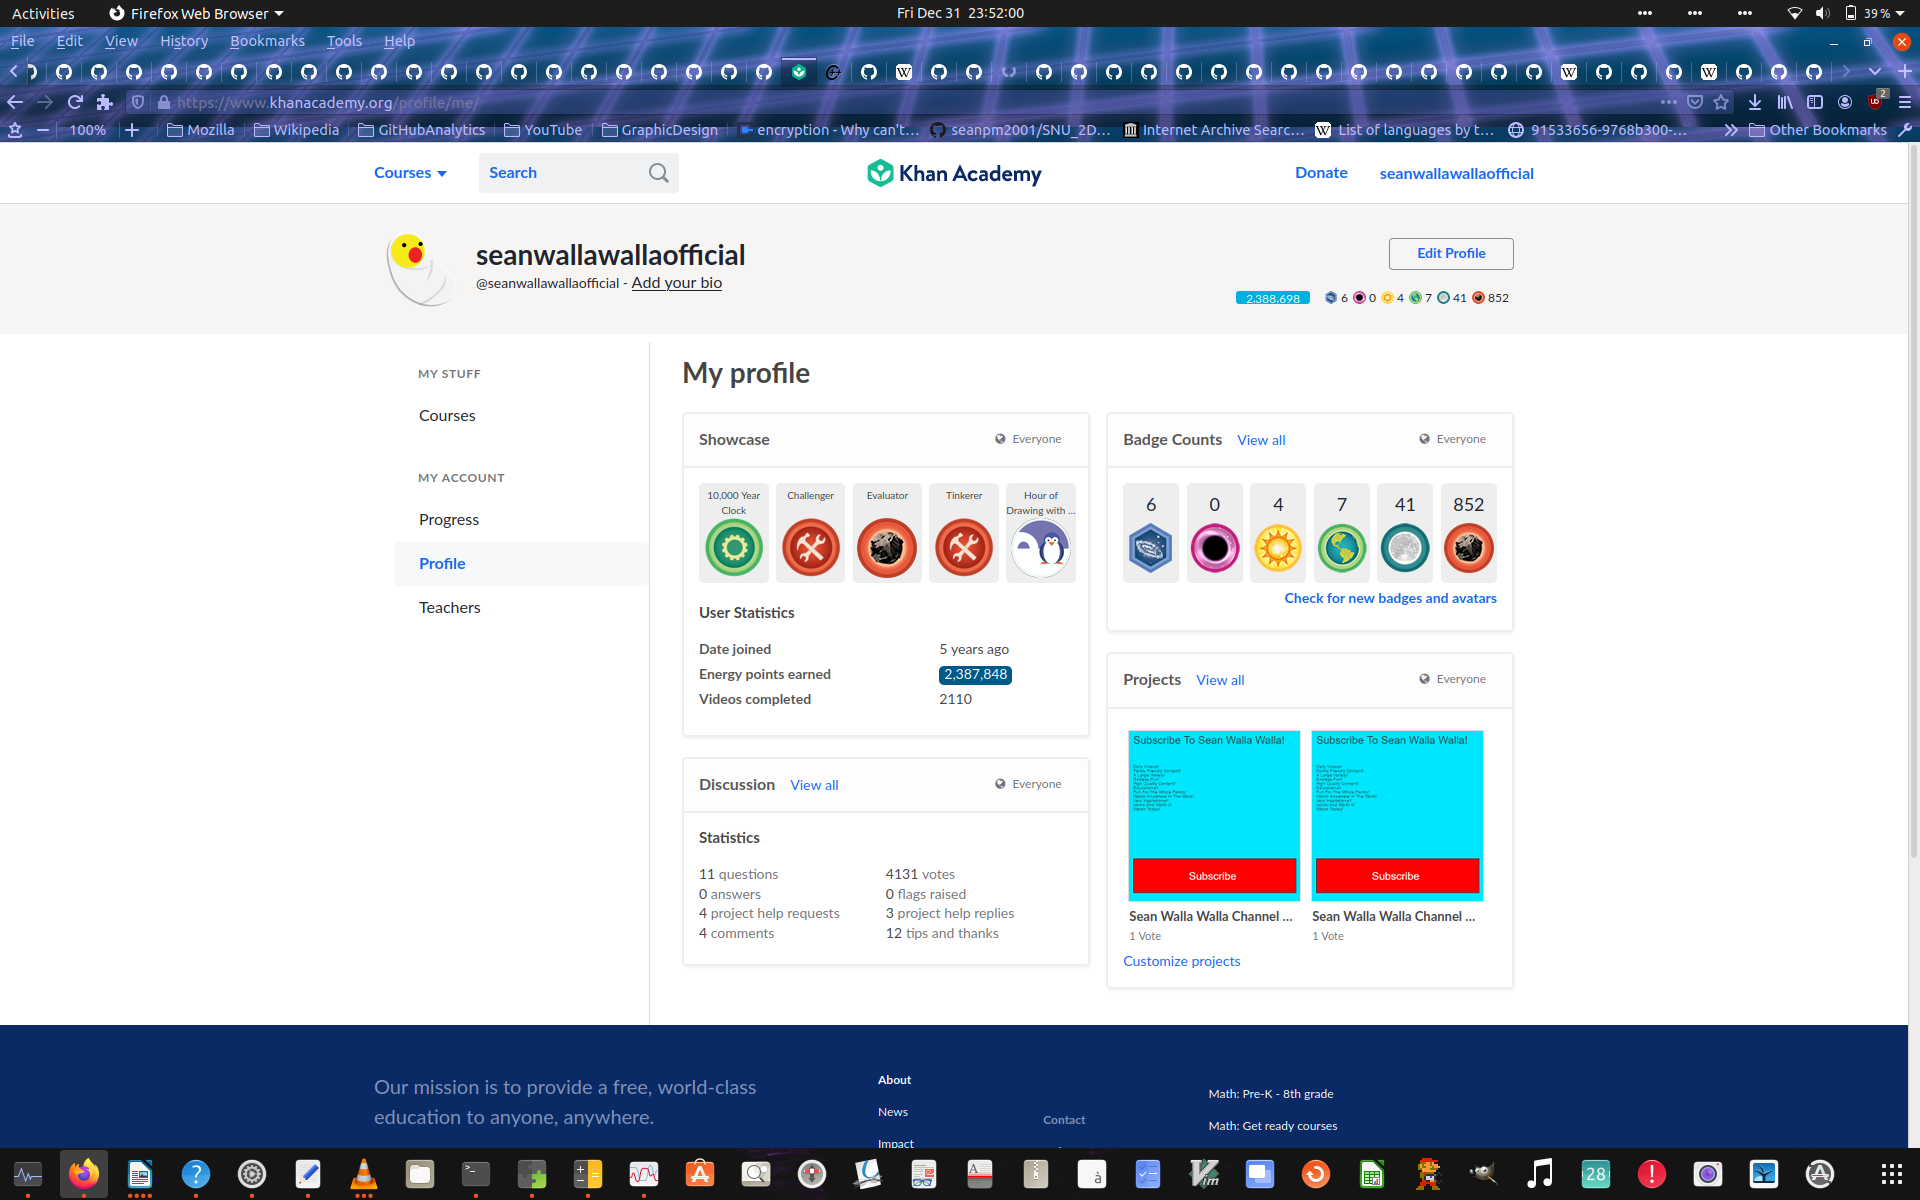 Activities
Firefox Web Browser
Fri Dec 31 23:52:00
39 %
File Edit View History Bookmarks Tools Help
https://www.khanacademy.org/profile/me/
2
100%
Mozilla
Wikipedia
GitHubAnalytics
YouTube
GraphicDesign
encryption - Why can't...
seanpm2001/SNU_2D...
Internet Archive Searc...
List of languages by t...
91533656-9768b300-...
Other Bookmarks
Courses
Search
Khan Academy
Donate
seanwallawallaofficial
seanwallawallaofficial
@seanwallawallaofficial - Add your bio
Edit Profile
2,388,698 6 0 4 7 41 852
MY STUFF
Courses
MY ACCOUNT
Progress
Profile
Teachers
My profile
Showcase
Everyone
10,000 Year Clock
Challenger
Evaluator
Tinkerer
Hour of Drawing with ...
User Statistics
Date joined 5 years ago
Energy points earned 2,387,848
Videos completed 2110
Badge Counts View all
Everyone
6 0 4 7 41 852
Check for new badges and avatars
Discussion View all
Everyone
Statistics
11 questions 4131 votes
0 answers 0 flags raised
4 project help requests 3 project help replies
4 comments 12 tips and thanks
Projects View all
Everyone
Subscribe To Sean Walla Walla!
Subscribe
Sean Walla Walla Channel ...
1 Vote
Subscribe To Sean Walla Walla!
Subscribe
Sean Walla Walla Channel ...
1 Vote
Customize projects
Our mission is to provide a free, world-class
education to anyone, anywhere.
About
News
Impact
Contact
Math: Pre-K - 8th grade
Math: Get ready courses
28